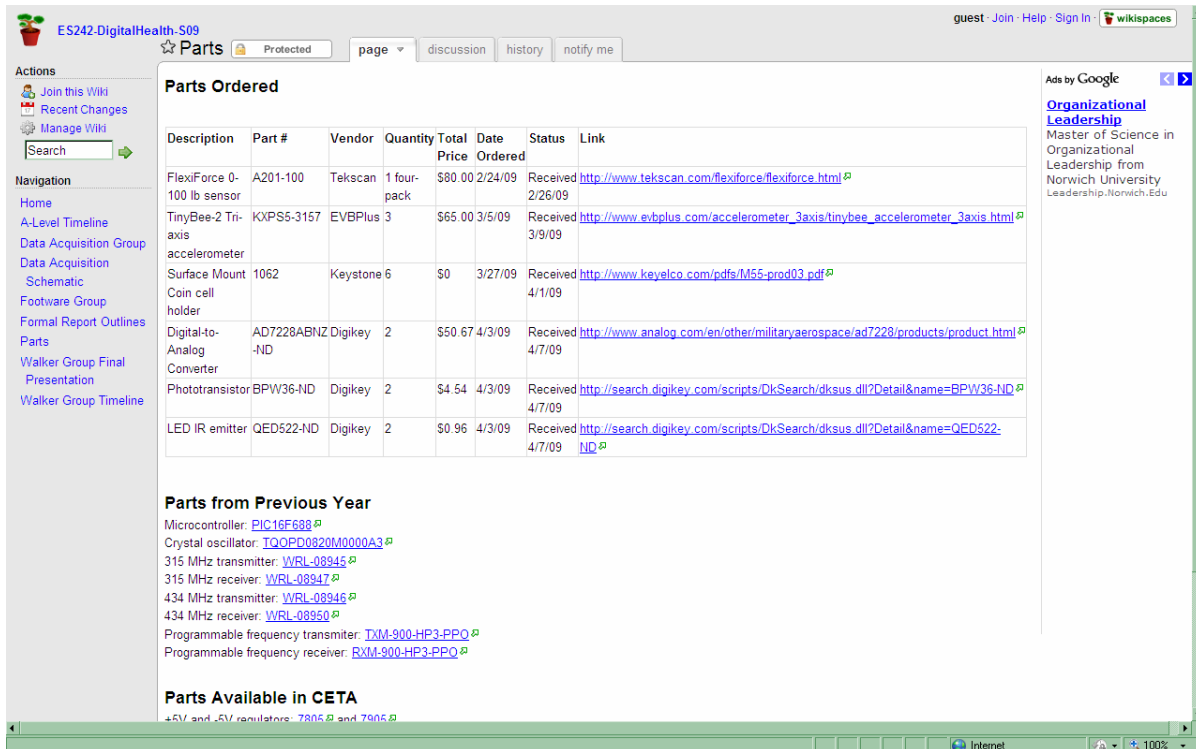 guest · Join · Help · Sign In · wikispaces
ES242-DigitalHealth-S09
Parts Protected page discussion history notify me
Actions
Join this Wiki
Recent Changes
Manage Wiki
Search
Navigation
Home
A-Level Timeline
Data Acquisition Group
Data Acquisition
Schematic
Footware Group
Formal Report Outlines
Parts
Walker Group Final
Presentation
Walker Group Timeline
Parts Ordered
Description Part # Vendor Quantity Total Date Status Link
Price Ordered
FlexiForce 0- A201-100 Tekscan 1 four- $80.00 2/24/09 Received http://www.tekscan.com/flexiforce/flexiforce.html
100 lb sensor pack 2/26/09
TinyBee-2 Tri- KXPS5-3157 EVBPlus 3 $65.00 3/5/09 Received http://www.evbplus.com/accelerometer_3axis/tinybee_accelerometer_3axis.html
axis 3/9/09
accelerometer
Surface Mount 1062 Keystone 6 $0 3/27/09 Received http://www.keyelco.com/pdfs/M55-prod03.pdf
Coin cell 4/1/09
holder
Digital-to- AD7228ABNZ Digikey 2 $50.67 4/3/09 Received http://www.analog.com/en/other/militaryaerospace/ad7228/products/product.html
Analog -ND 4/7/09
Converter
Phototransistor BPW36-ND Digikey 2 $4.54 4/3/09 Received http://search.digikey.com/scripts/DkSearch/dksus.dll?Detail&name=BPW36-ND
4/7/09
LED IR emitter QED522-ND Digikey 2 $0.96 4/3/09 Received http://search.digikey.com/scripts/DkSearch/dksus.dll?Detail&name=QED522-
4/7/09 ND
Parts from Previous Year
Microcontroller: PIC16F688
Crystal oscillator: TQOPD0820M0000A3
315 MHz transmitter: WRL-08945
315 MHz receiver: WRL-08947
434 MHz transmitter: WRL-08946
434 MHz receiver: WRL-08950
Programmable frequency transmiter: TXM-900-HP3-PPO
Programmable frequency receiver: RXM-900-HP3-PPO
Parts Available in CETA
+5V and -5V regulators: 7805 and 7905
Ads by Google
Organizational
Leadership
Master of Science in
Organizational
Leadership from
Norwich University
Leadership.Norwich.Edu
Internet 100%